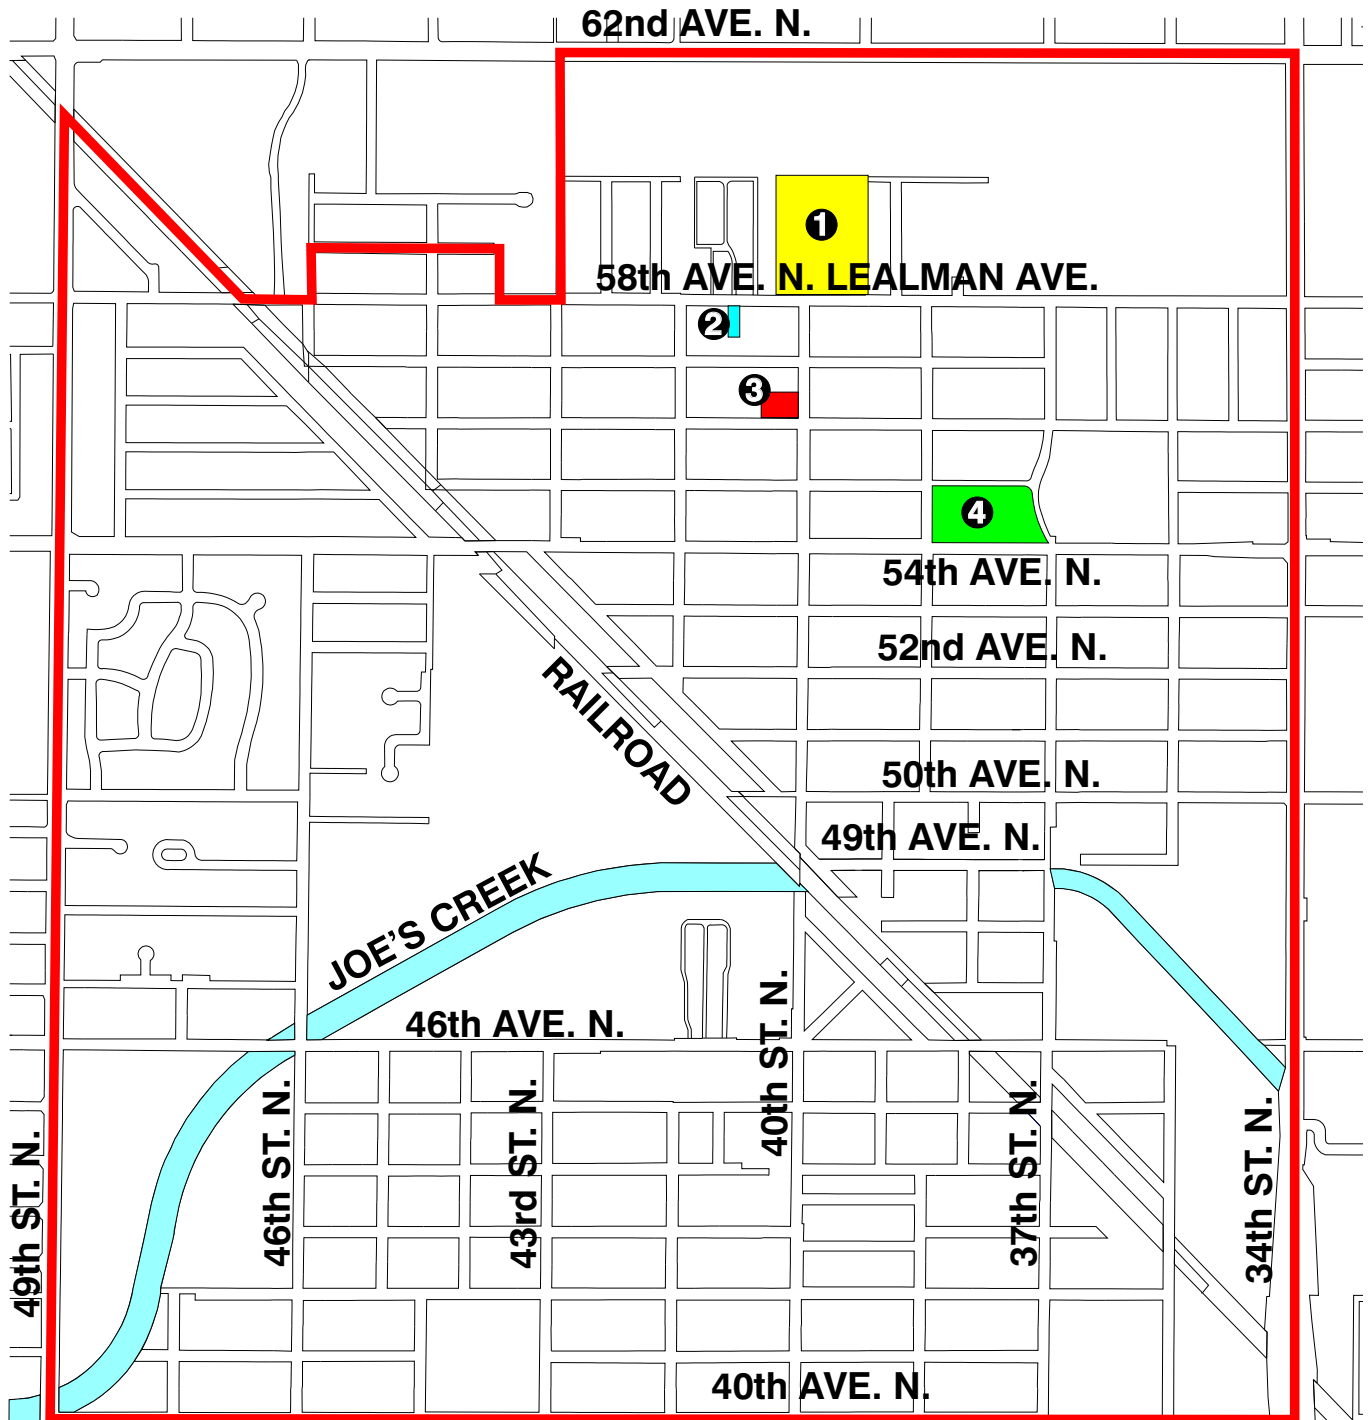 62nd AVE. N.
1
58th AVE. N. LEALMAN AVE.
2
3
4
54th AVE. N.
52nd AVE. N.
RAILROAD
50th AVE. N.
49th AVE. N.
JOE'S CREEK
46th AVE. N.
40th ST. N.
49th ST. N.
46th ST. N.
43rd ST. N.
37th ST. N.
34th ST. N.
40th AVE. N.